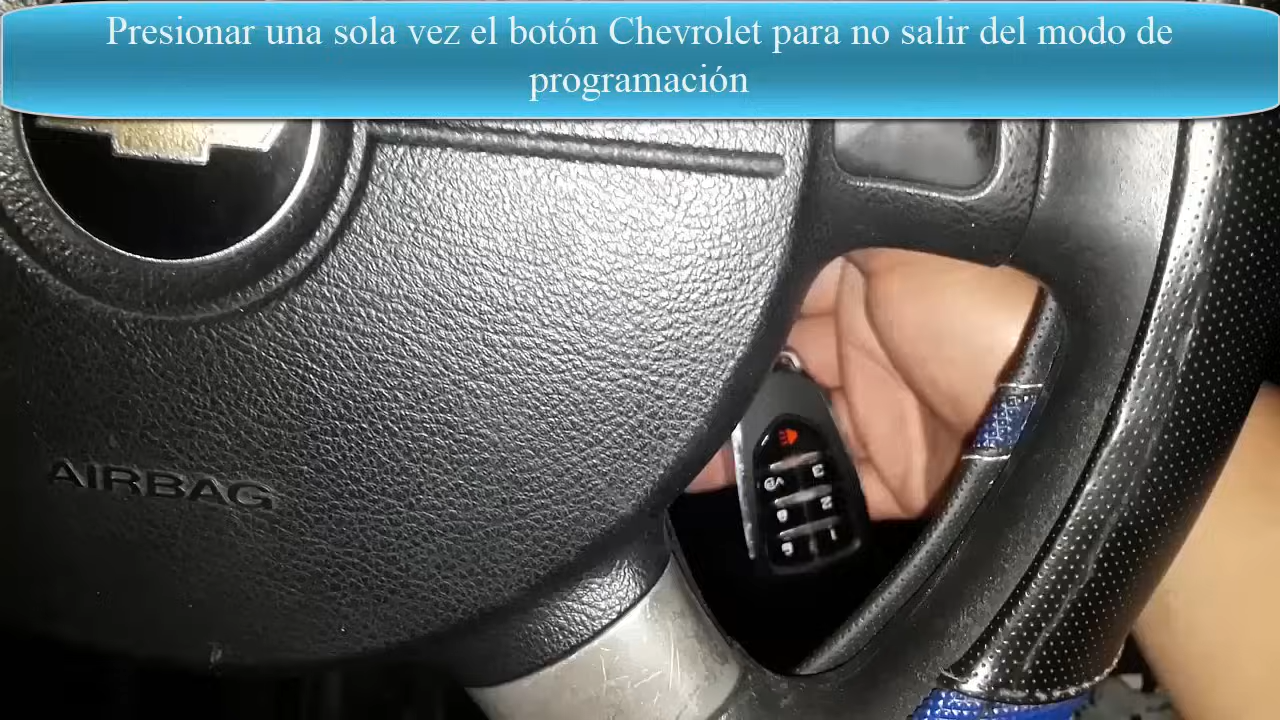 Presionar una sola vez el botón Chevrolet para no salir del modo de
programación
AIRBAG